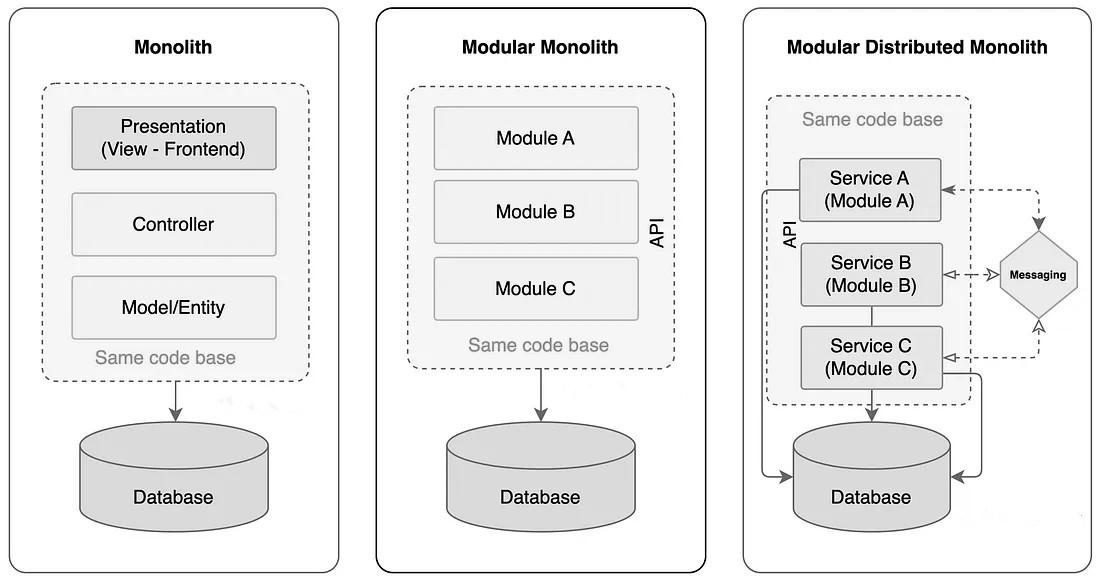 Monolith
Presentation
(View - Frontend)
Controller
Model/Entity
Same code base
Database
Modular Monolith
Module A
Module B
Module C
API
Same code base
Database
Modular Distributed Monolith
Same code base
Service A
(Module A)
API
Service B
(Module B)
Messaging
Service C
(Module C)
Database